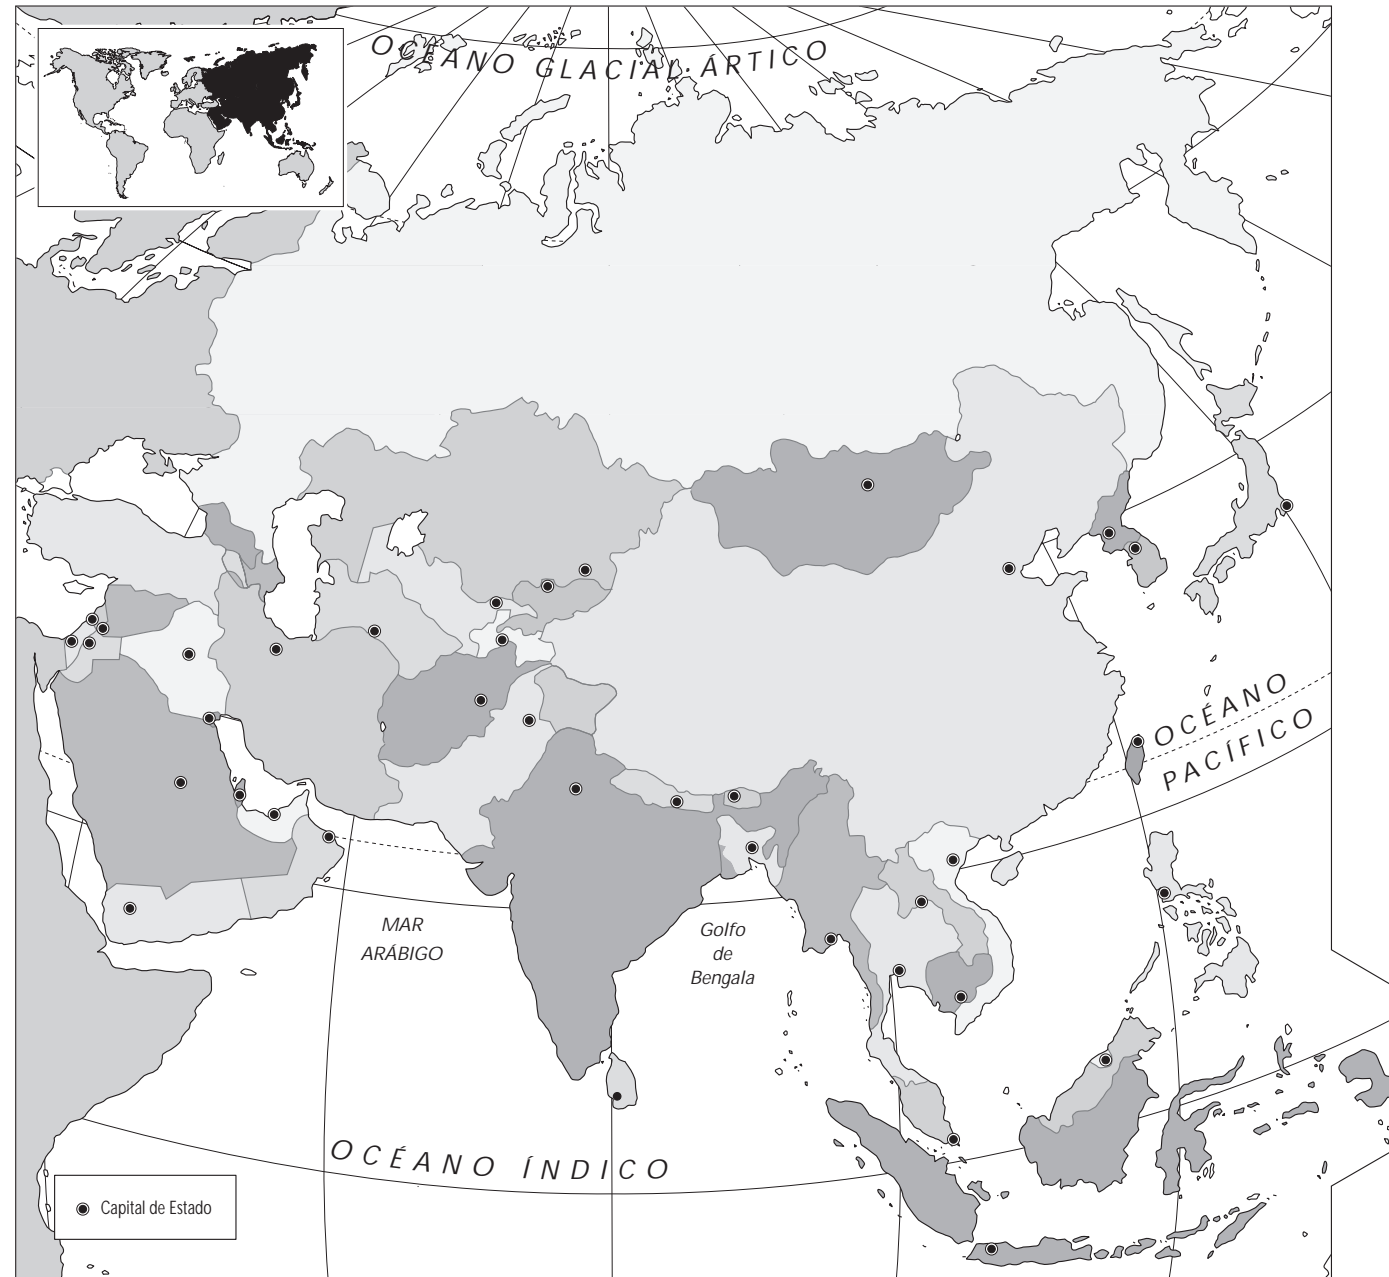 OCÉANO GLACIAL ÁRTICO
OCÉANO
PACÍFICO
MAR
ARÁBIGO
Golfo
de
Bengala
OCÉANO ÍNDICO
Capital de Estado